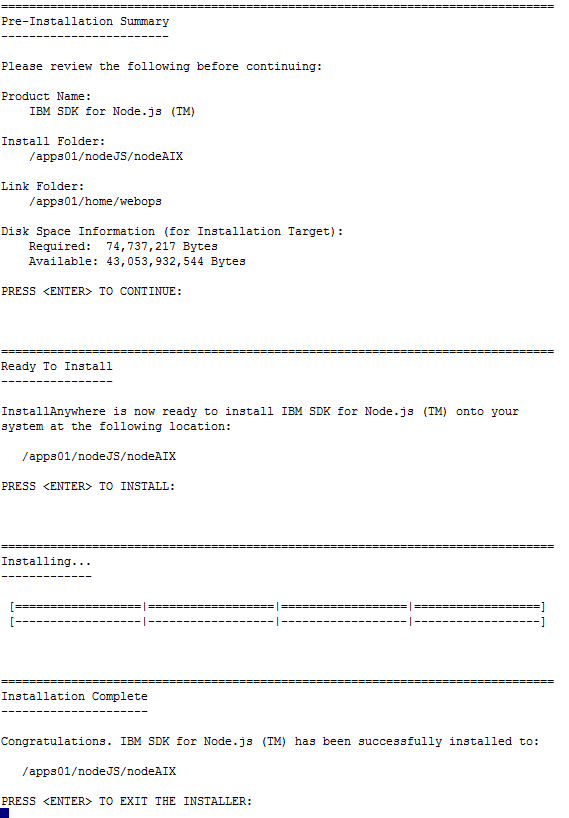 ===============================================================================
Pre-Installation Summary
------------------------
Please review the following before continuing:
Product Name:
    IBM SDK for Node.js (TM)
Install Folder:
    /apps01/nodeJS/nodeAIX
Link Folder:
    /apps01/home/webops
Disk Space Information (for Installation Target):
    Required:  74,737,217 Bytes
    Available: 43,053,932,544 Bytes
PRESS <ENTER> TO CONTINUE:
===============================================================================
Ready To Install
----------------
InstallAnywhere is now ready to install IBM SDK for Node.js (TM) onto your
system at the following location:
   /apps01/nodeJS/nodeAIX
PRESS <ENTER> TO INSTALL:
===============================================================================
Installing...
-------------
 [==================|==================|==================|==================]
 [------------------|------------------|------------------|------------------]
===============================================================================
Installation Complete
---------------------
Congratulations. IBM SDK for Node.js (TM) has been successfully installed to:
   /apps01/nodeJS/nodeAIX
PRESS <ENTER> TO EXIT THE INSTALLER: